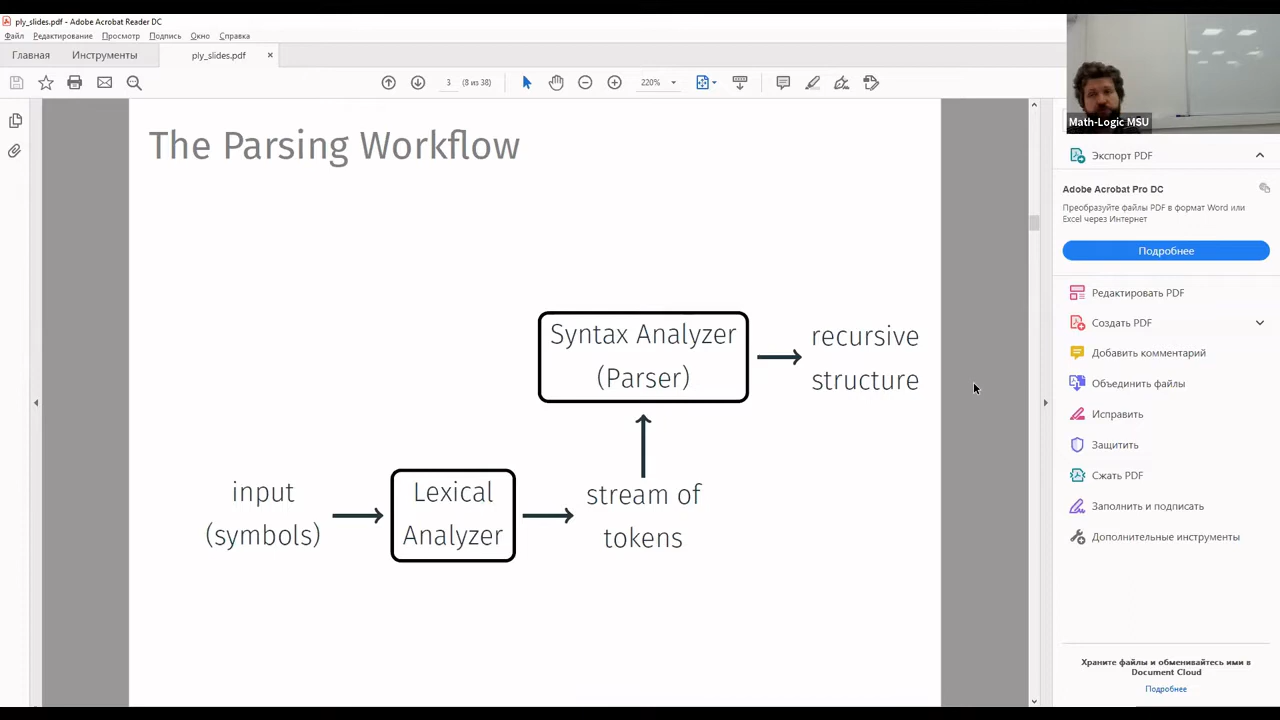 ply_slides.pdf - Adobe Acrobat Reader DC
Файл Редактирование Просмотр Подпись Окно Справка
Главная Инструменты ply_slides.pdf ×
3 (8 из 38) 220%
The Parsing Workflow
Syntax Analyzer
(Parser)
recursive
structure
input
(symbols)
Lexical
Analyzer
stream of
tokens
Math-Logic MSU
Экспорт PDF
Adobe Acrobat Pro DC
Преобразуйте файлы PDF в формат Word или
Excel через Интернет
Подробнее
Редактировать PDF
Создать PDF
Добавить комментарий
Объединить файлы
Исправить
Защитить
Сжать PDF
Заполнить и подписать
Дополнительные инструменты
Храните файлы и обменивайтесь ими в
Document Cloud
Подробнее